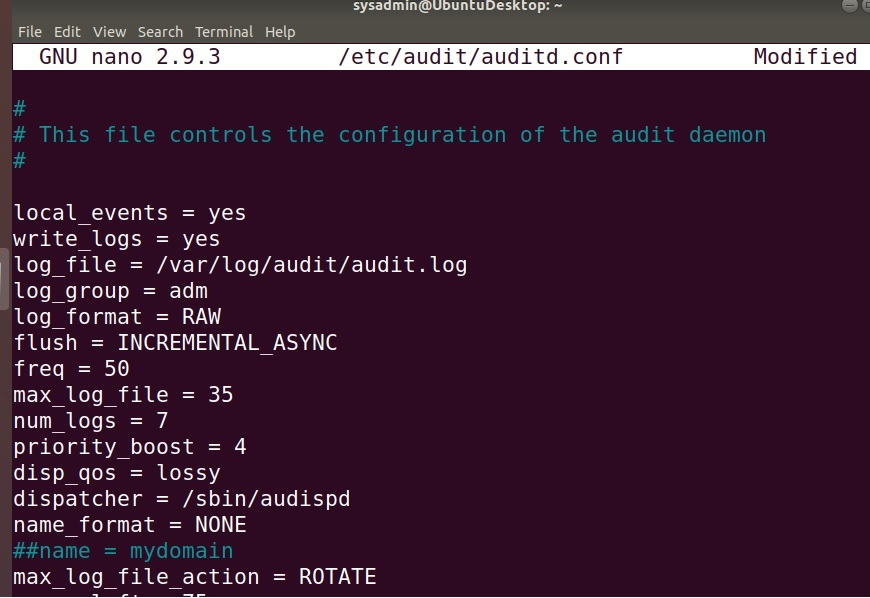 sysadmin@UbuntuDesktop: ~
File Edit View Search Terminal Help
GNU nano 2.9.3 /etc/audit/auditd.conf Modified
#
# This file controls the configuration of the audit daemon
#
local_events = yes
write_logs = yes
log_file = /var/log/audit/audit.log
log_group = adm
log_format = RAW
flush = INCREMENTAL_ASYNC
freq = 50
max_log_file = 35
num_logs = 7
priority_boost = 4
disp_qos = lossy
dispatcher = /sbin/audispd
name_format = NONE
##name = mydomain
max_log_file_action = ROTATE